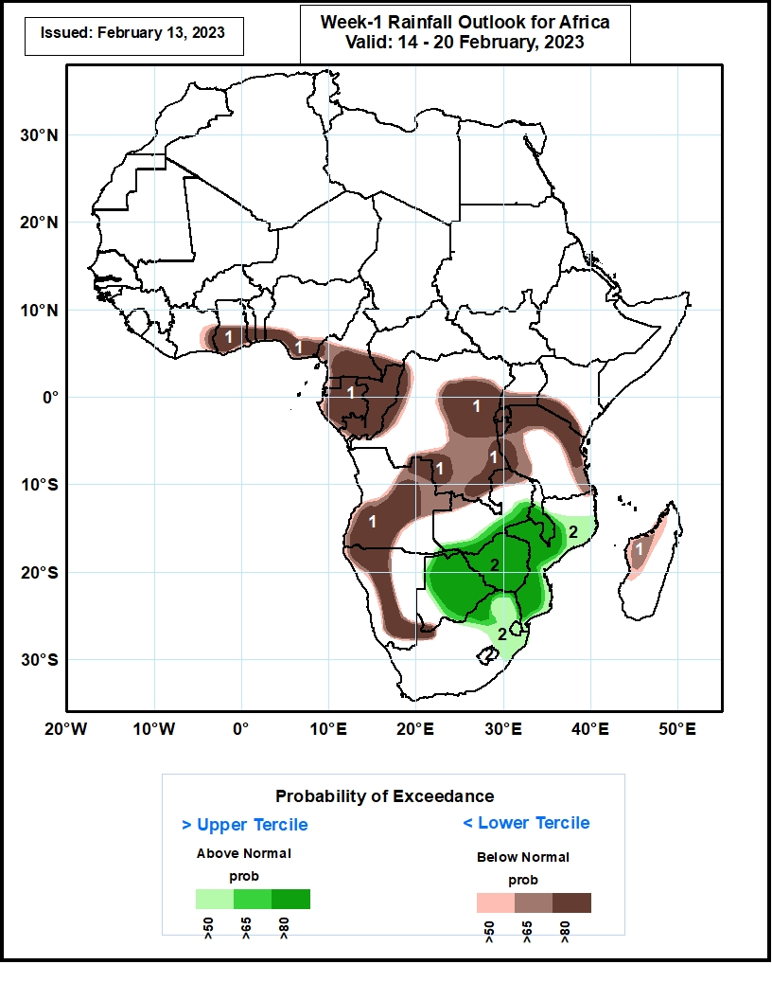 Issued: February 13, 2023
Week-1 Rainfall Outlook for Africa
Valid: 14 - 20 February, 2023
30°N
20°N
10°N
0°
10°S
20°S
30°S
1
1
1
1
1
1
1
2
1
2
2
2
20°W 10°W 0° 10°E 20°E 30°E 40°E 50°E
Probability of Exceedance
> Upper Tercile
< Lower Tercile
Above Normal
Below Normal
prob
prob
>50 >65 >80
>50 >65 >80